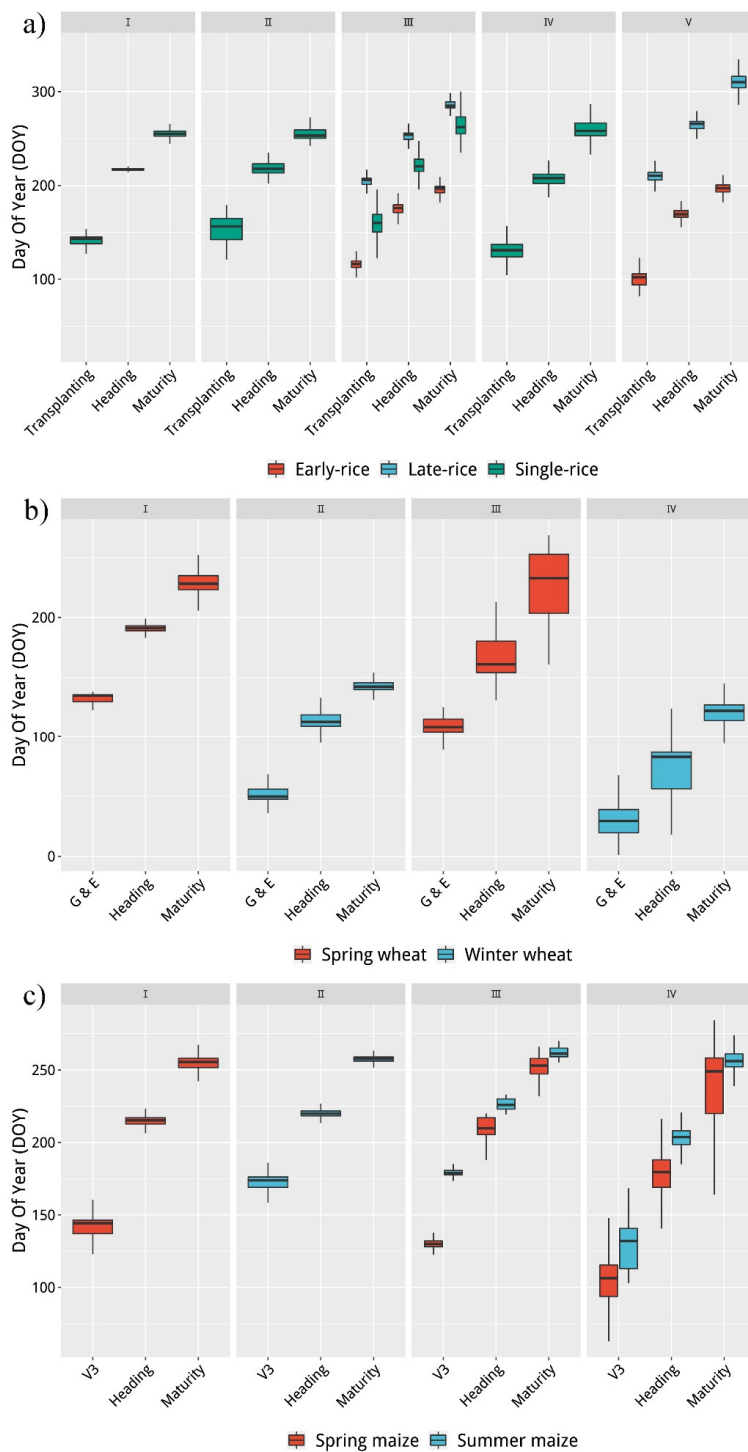 a)
I II III IV V
Day Of Year (DOY)
300
200
100
Transplanting Heading Maturity Transplanting Heading Maturity Transplanting Heading Maturity Transplanting Heading Maturity Transplanting Heading Maturity
Early-rice Late-rice Single-rice
b)
I II III IV
Day Of Year (DOY)
200
100
0
G & E Heading Maturity G & E Heading Maturity G & E Heading Maturity G & E Heading Maturity
Spring wheat Winter wheat
c)
I II III IV
Day Of Year (DOY)
250
200
150
100
V3 Heading Maturity V3 Heading Maturity V3 Heading Maturity V3 Heading Maturity
Spring maize Summer maize